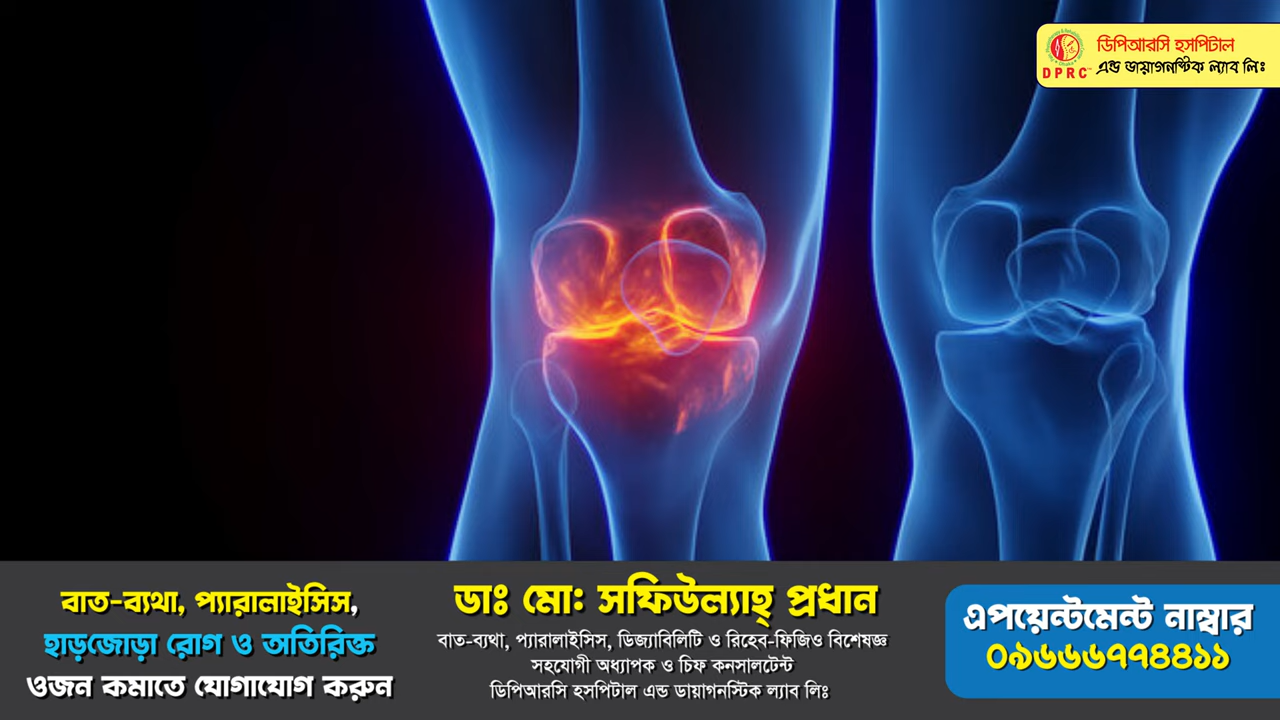 ডিপিআরসি হসপিটাল
DPRC
এন্ড ডায়াগনস্টিক ল্যাব লিঃ
বাত-ব্যথা, প্যারালাইসিস,
হাড়জোড়া রোগ ও অতিরিক্ত
ওজন কমাতে যোগাযোগ করুন
ডাঃ মো: সফিউল্যাহ্ প্রধান
বাত-ব্যথা, প্যারালাইসিস, ডিজ্যাবিলিটি ও রিহেব-ফিজিও বিশেষজ্ঞ
সহযোগী অধ্যাপক ও চিফ কনসালটেন্ট
ডিপিআরসি হসপিটাল এন্ড ডায়াগনস্টিক ল্যাব লিঃ
এপয়েন্টমেন্ট নাম্বার
০৯৬৬৬৭৭৪৪১১